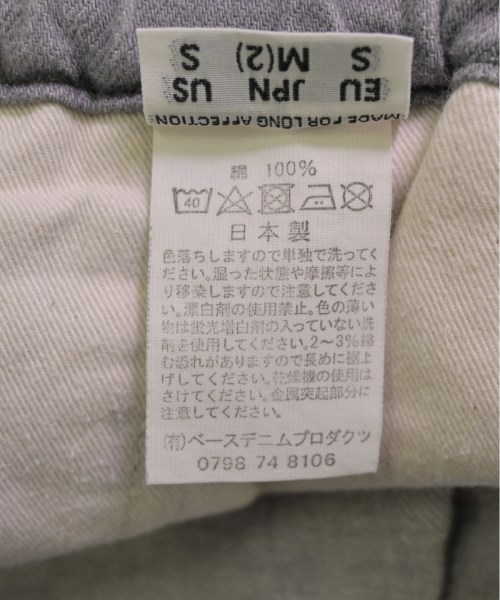 EU JPN US
S M(2) S
MADE FOR LONG AFFECTION
綿 100%
40
日本製
色落ちしますので単独で洗ってく
ださい。湿った状態や摩擦等によ
り移染しますので注意してくださ
い。漂白剤の使用禁止。色の薄い
物は蛍光増白剤の入っていない洗
剤を使用してください。2~3%縮
む恐れがありますので長めに裾上
げしてください。乾燥機の使用は
さけてください。金属突起部分に
注意してください。
(有)ベースデニムプロダクツ
0798 74 8106